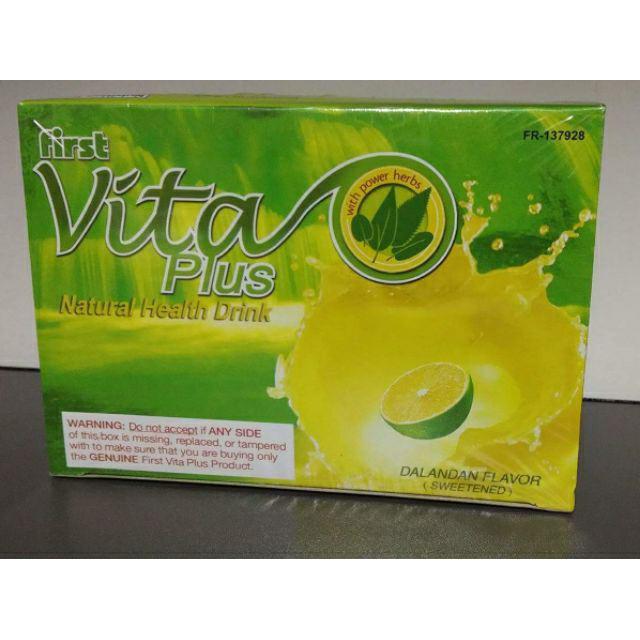 FR-137928
First
Vita
Plus
Natural Health Drink
with power herbs
WARNING: Do not accept if ANY SIDE
of this box is missing, replaced, or tampered
with to make sure that you are buying only
the GENUINE First Vita Plus Product.
DALANDAN FLAVOR
( SWEETENED )